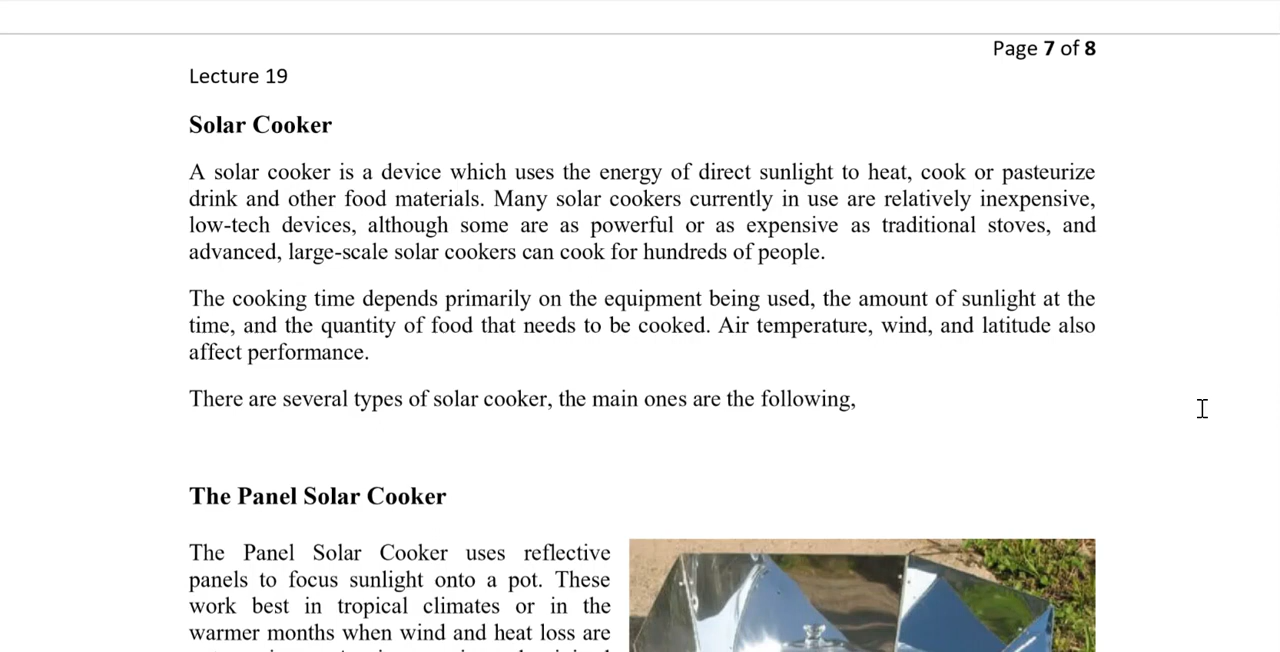 Page 7 of 8
Lecture 19
Solar Cooker
A solar cooker is a device which uses the energy of direct sunlight to heat, cook or pasteurize
drink and other food materials. Many solar cookers currently in use are relatively inexpensive,
low-tech devices, although some are as powerful or as expensive as traditional stoves, and
advanced, large-scale solar cookers can cook for hundreds of people.
The cooking time depends primarily on the equipment being used, the amount of sunlight at the
time, and the quantity of food that needs to be cooked. Air temperature, wind, and latitude also
affect performance.
There are several types of solar cooker, the main ones are the following,
The Panel Solar Cooker
The Panel Solar Cooker uses reflective
panels to focus sunlight onto a pot. These
work best in tropical climates or in the
warmer months when wind and heat loss are